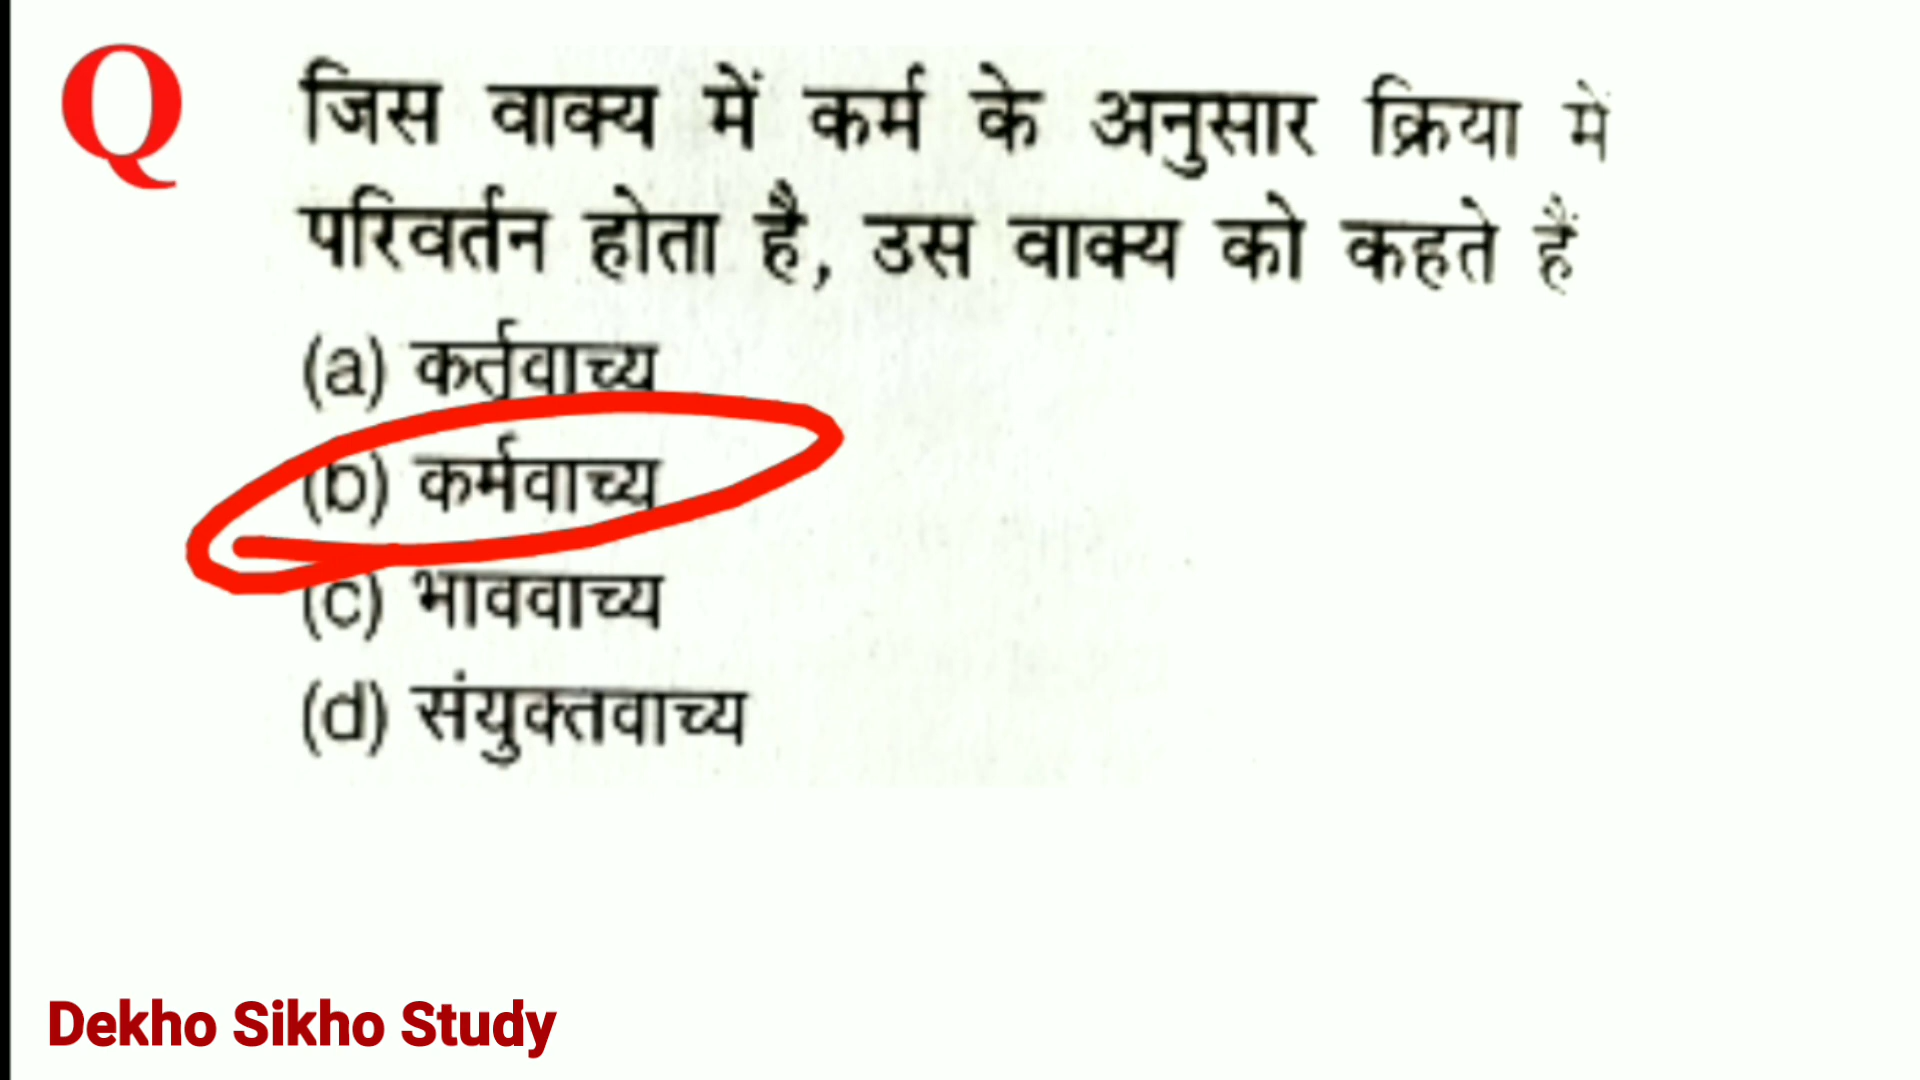 Q जिस वाक्य में कर्म के अनुसार क्रिया में
परिवर्तन होता है, उस वाक्य को कहते हैं
(a) कर्तृवाच्य
(b) कर्मवाच्य
(c) भाववाच्य
(d) संयुक्तवाच्य
Dekho Sikho Study